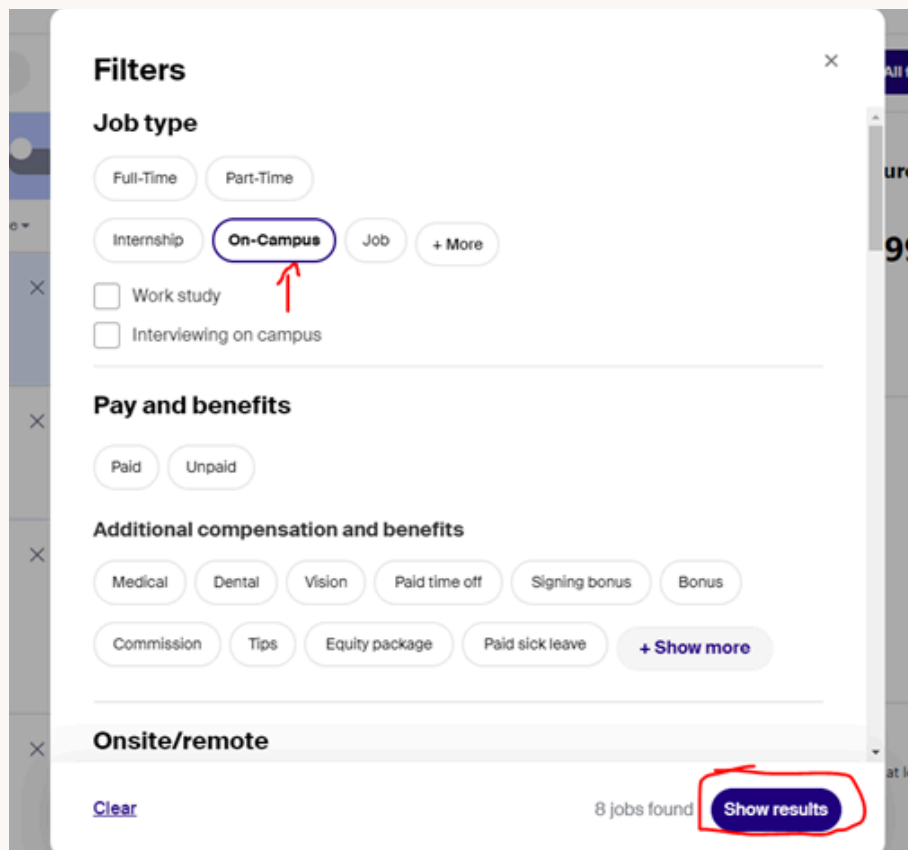 Filters
All
Job type
Full-Time Part-Time
Internship On-Campus Job + More
Work study
Interviewing on campus
Pay and benefits
Paid Unpaid
Additional compensation and benefits
Medical Dental Vision Paid time off Signing bonus Bonus
Commission Tips Equity package Paid sick leave + Show more
Onsite/remote
Clear 8 jobs found Show results